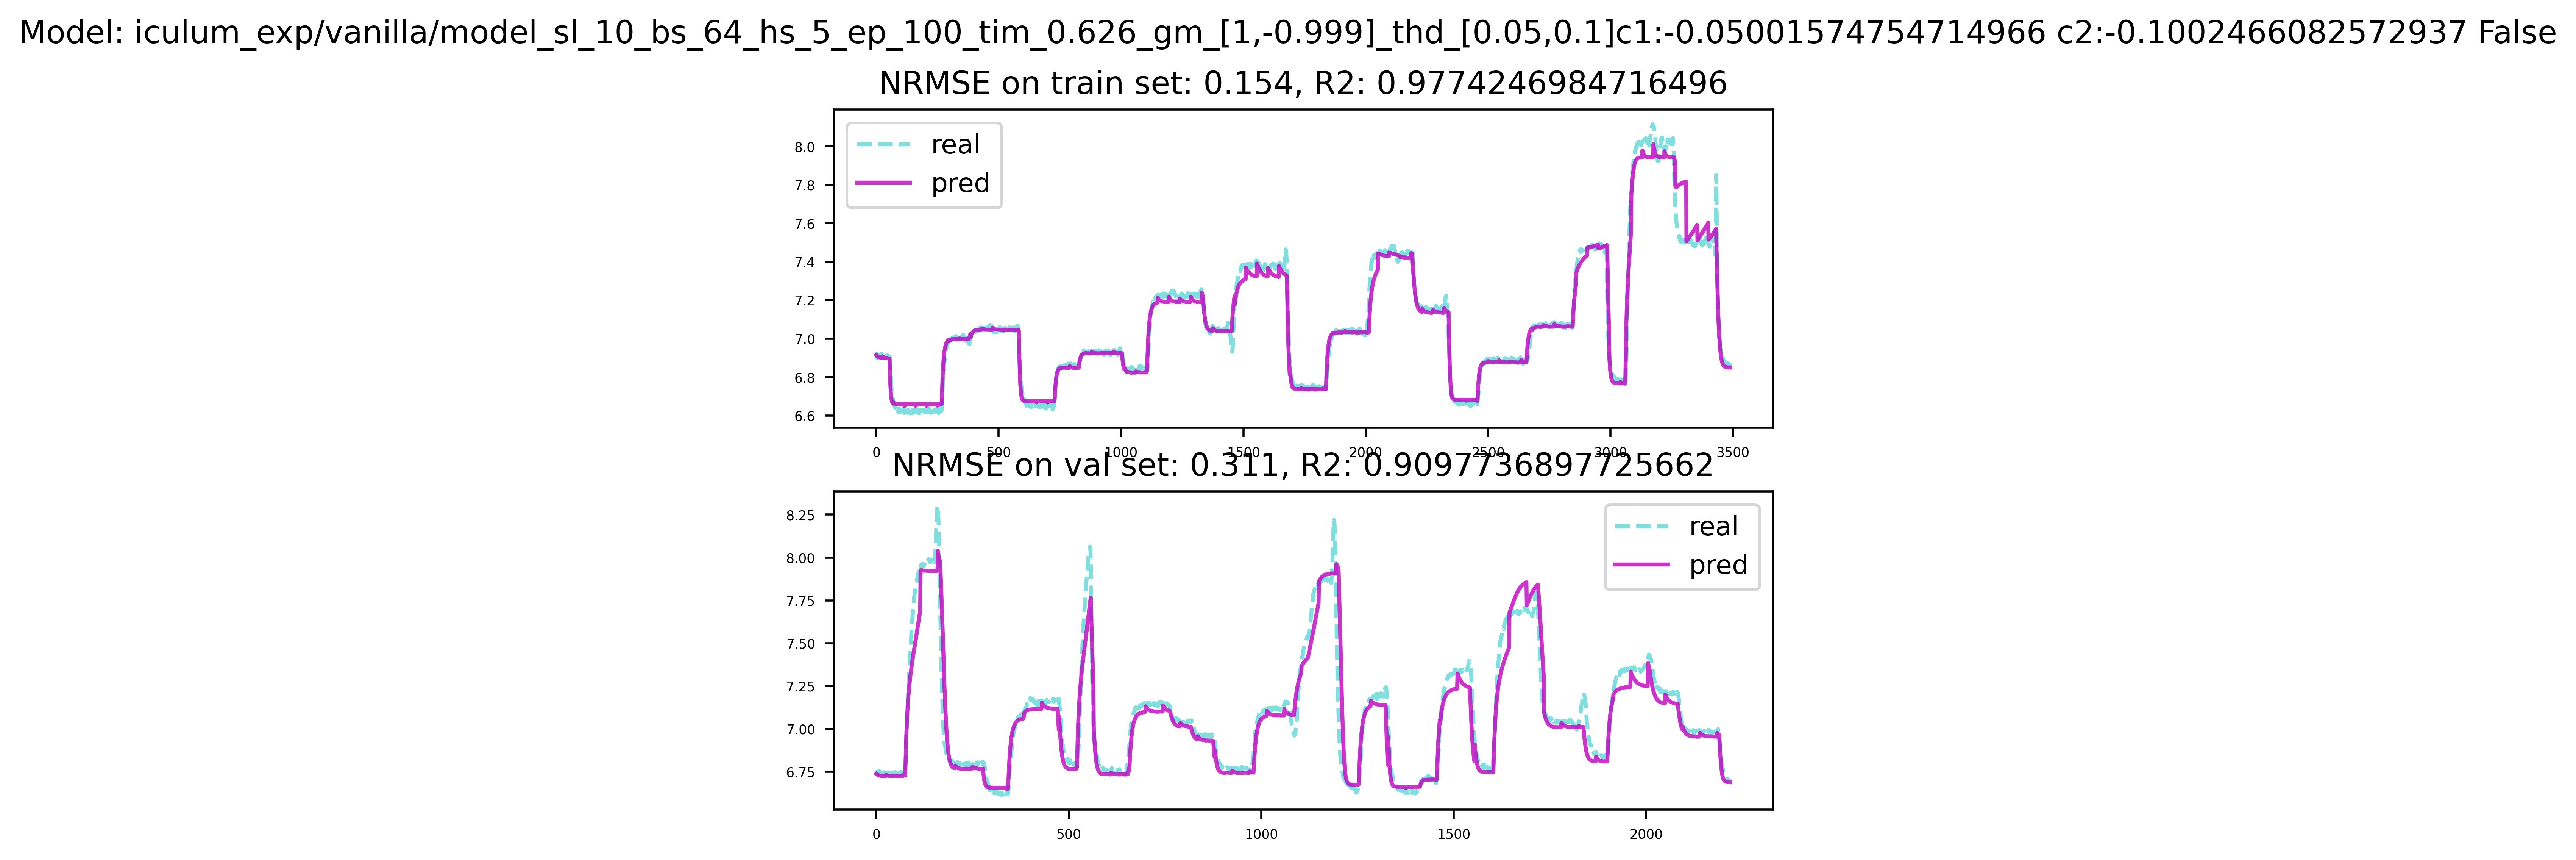 Model: iculum_exp/vanilla/model_sl_10_bs_64_hs_5_ep_100_tim_0.626_gm_[1,-0.999]_thd_[0.05,0.1]c1:-0.05001574754714966 c2:-0.1002466082572937 False
NRMSE on train set: 0.154, R2: 0.9774246984716496
real
pred
8.0
7.8
7.6
7.4
7.2
7.0
6.8
6.6
0 500 1000 1500 2000 2500 3000 3500
NRMSE on val set: 0.311, R2: 0.9097736897725662
real
pred
8.25
8.00
7.75
7.50
7.25
7.00
6.75
0 500 1000 1500 2000